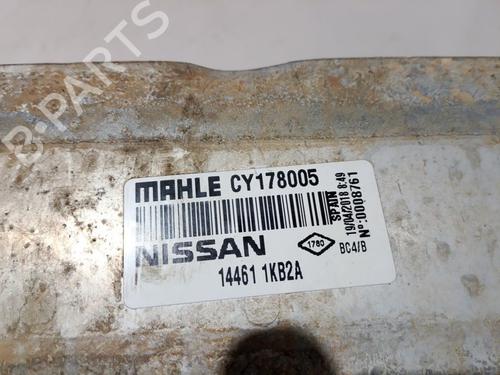 B-PARTS
MAHLE CY178005
NISSAN
14461 1KB2A
1780
BC4/B
SPAIN
19/04/2018 8:49
Nº:0008761